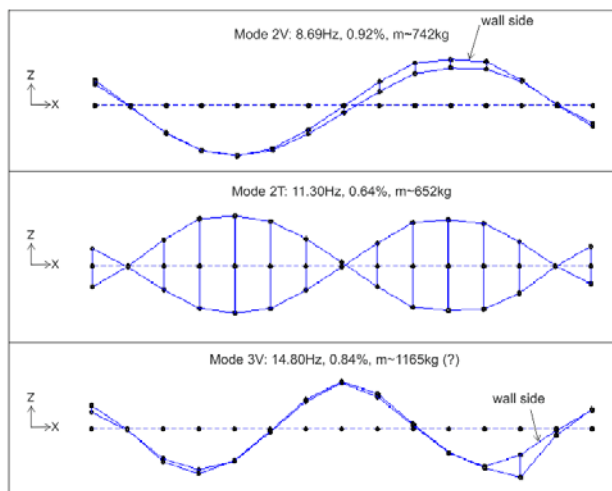 Mode 2V: 8.69Hz, 0.92%, m~742kg
wall side
Z
X
Mode 2T: 11.30Hz, 0.64%, m~652kg
Z
X
Mode 3V: 14.80Hz, 0.84%, m~1165kg (?)
wall side
Z
X